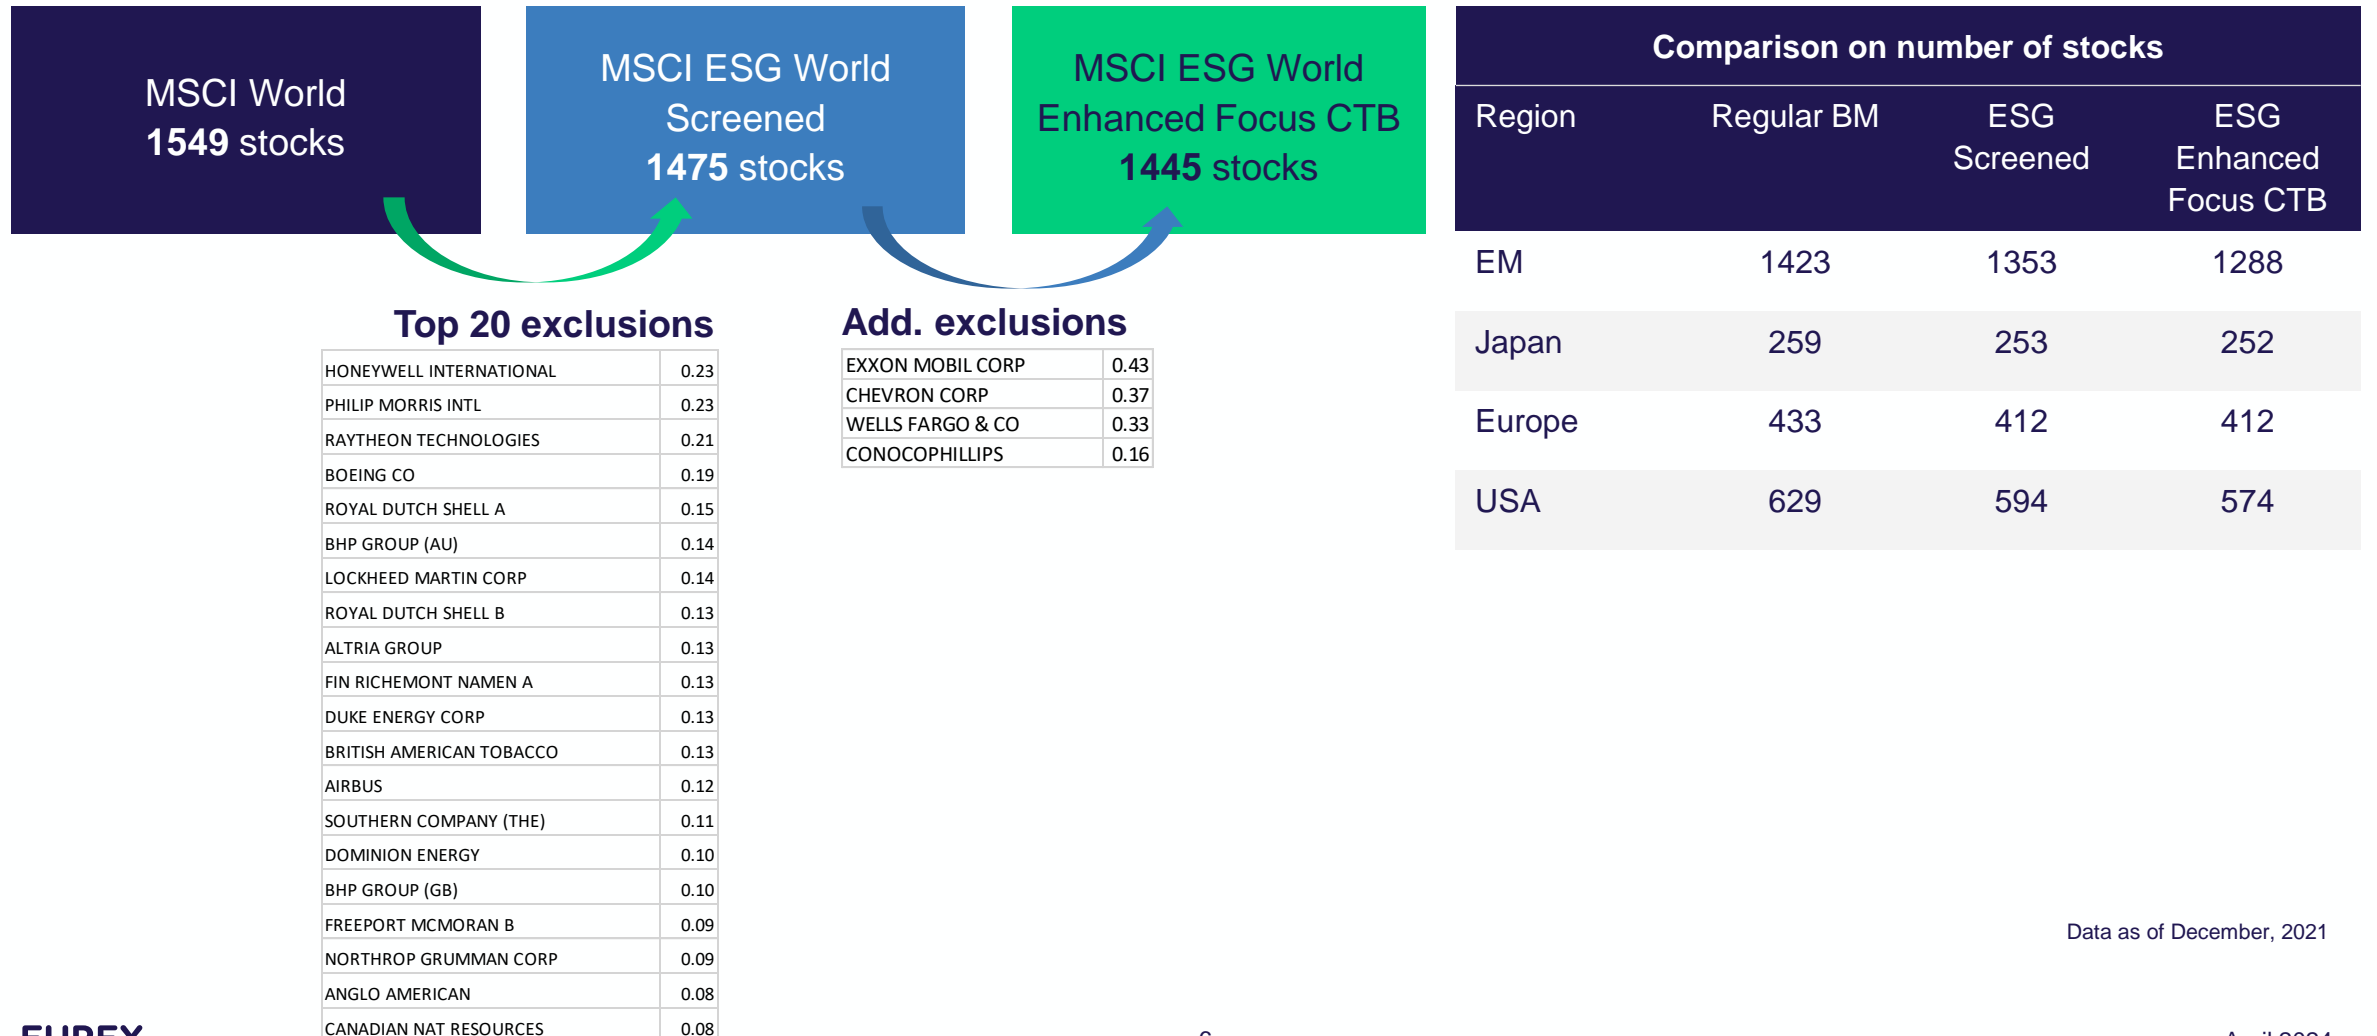 MSCI World
1549 stocks
MSCI ESG World
Screened
1475 stocks
MSCI ESG World
Enhanced Focus CTB
1445 stocks
Top 20 exclusions
HONEYWELL INTERNATIONAL 0.23
PHILIP MORRIS INTL 0.23
RAYTHEON TECHNOLOGIES 0.21
BOEING CO 0.19
ROYAL DUTCH SHELL A 0.15
BHP GROUP (AU) 0.14
LOCKHEED MARTIN CORP 0.14
ROYAL DUTCH SHELL B 0.13
ALTRIA GROUP 0.13
FIN RICHEMONT NAMEN A 0.13
DUKE ENERGY CORP 0.13
BRITISH AMERICAN TOBACCO 0.13
AIRBUS 0.12
SOUTHERN COMPANY (THE) 0.11
DOMINION ENERGY 0.10
BHP GROUP (GB) 0.10
FREEPORT MCMORAN B 0.09
NORTHROP GRUMMAN CORP 0.09
ANGLO AMERICAN 0.08
CANADIAN NAT RESOURCES 0.08
Add. exclusions
EXXON MOBIL CORP 0.43
CHEVRON CORP 0.37
WELLS FARGO & CO 0.33
CONOCOPHILLIPS 0.16
Comparison on number of stocks
Region Regular BM ESG Screened ESG Enhanced Focus CTB
EM 1423 1353 1288
Japan 259 253 252
Europe 433 412 412
USA 629 594 574
Data as of December, 2021
EUREX